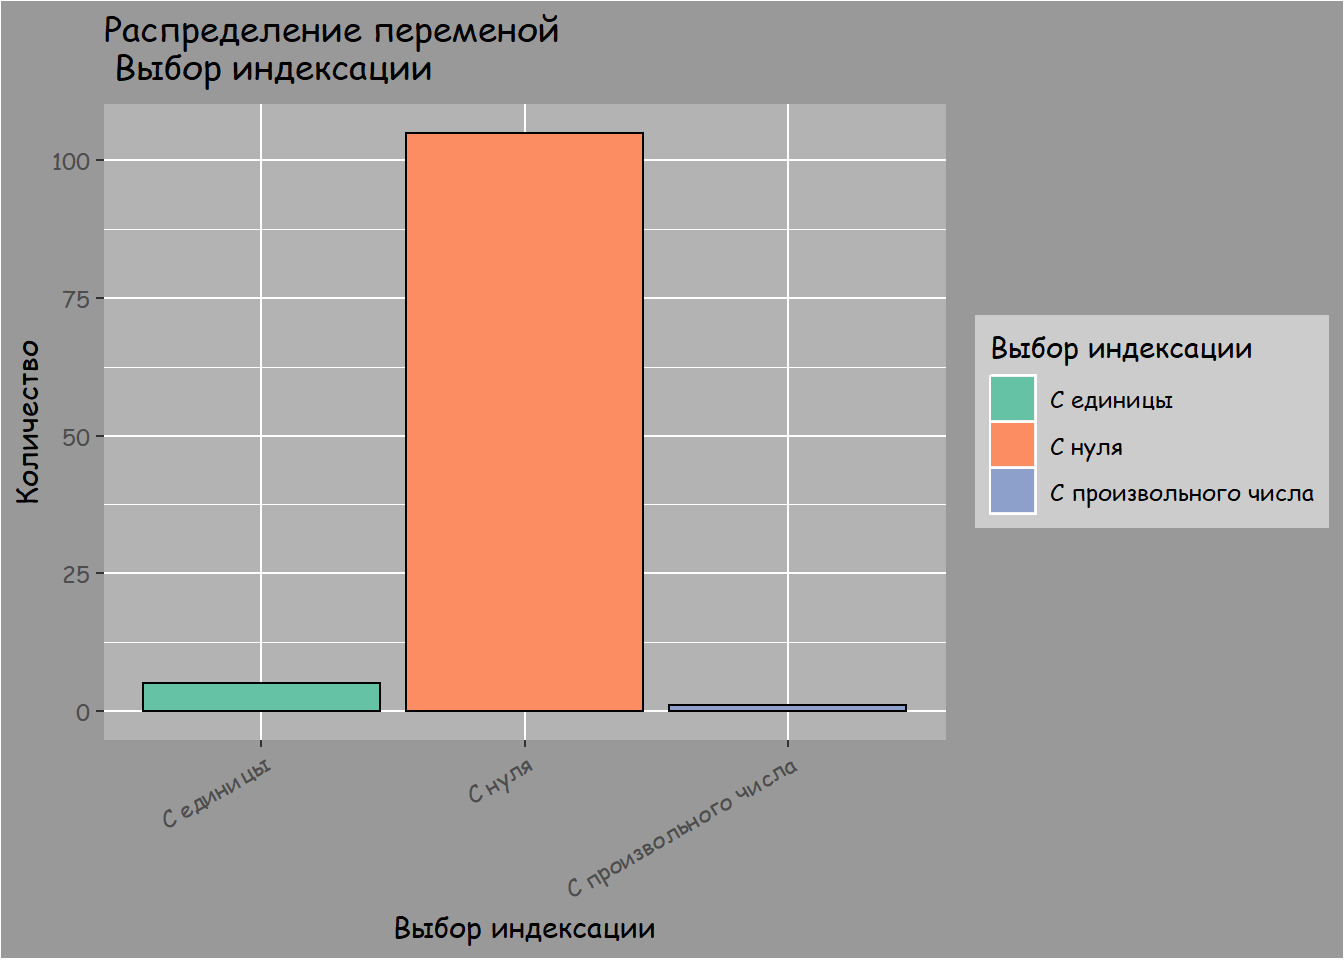 Распределение переменой
Выбор индексации
Количество
100
75
50
25
0
С единицы
С нуля
С произвольного числа
Выбор индексации
Выбор индексации
С единицы
С нуля
С произвольного числа